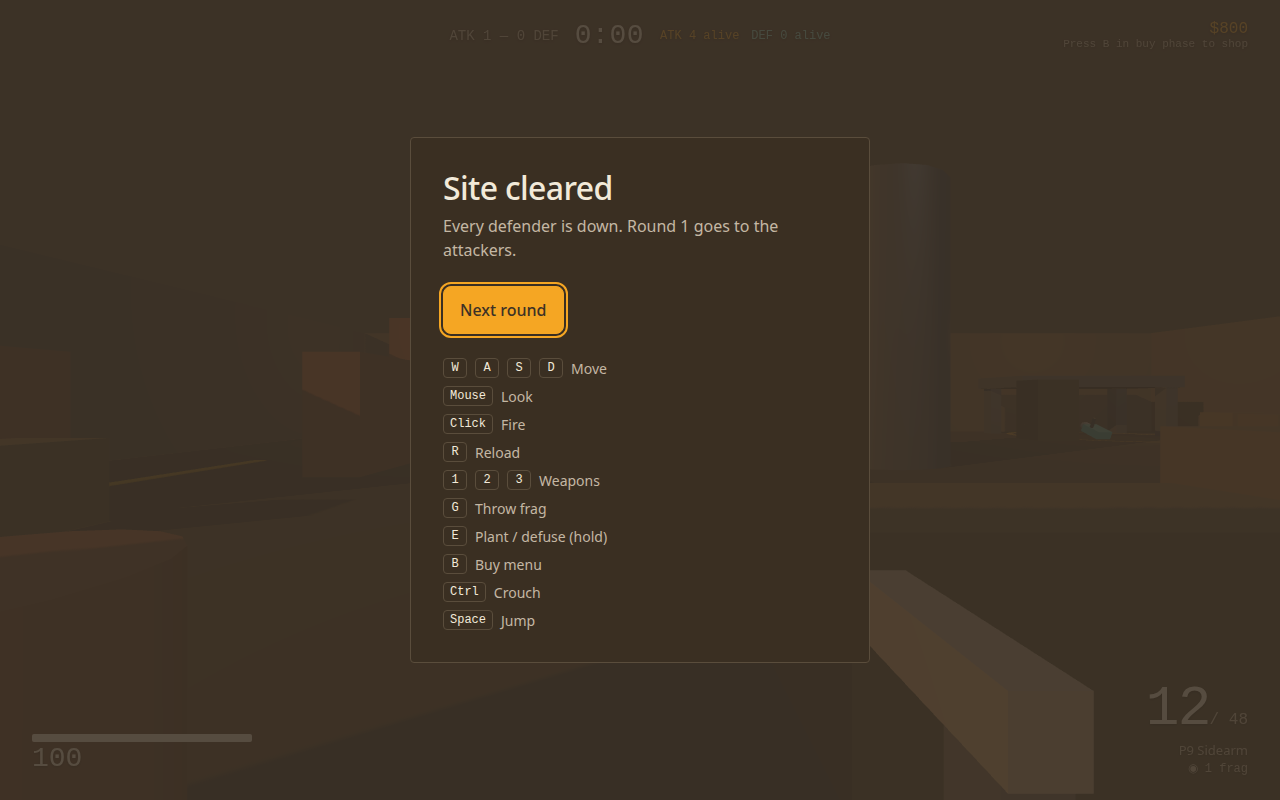 ATK 1 — 0 DEF 0:00 ATK 4 alive DEF 0 alive
$800
Press B in buy phase to shop
Site cleared
Every defender is down. Round 1 goes to the
attackers.
Next round
W A S D Move
Mouse Look
Click Fire
R Reload
1 2 3 Weapons
G Throw frag
E Plant / defuse (hold)
B Buy menu
Ctrl Crouch
Space Jump
100
12 / 48
P9 Sidearm
◉ 1 frag